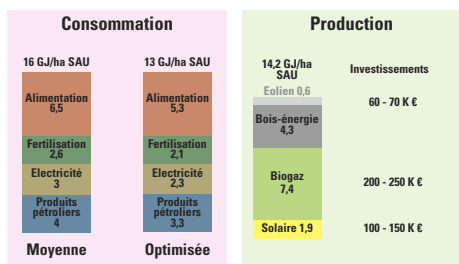 Consommation
16 GJ/ha SAU
13 GJ/ha SAU
Alimentation
6,5
Alimentation
5,3
Fertilisation
2,6
Fertilisation
2,1
Electricité
3
Electricité
2,3
Produits
pétroliers
4
Produits
pétroliers
3,3
Moyenne
Optimisée
Production
14,2 GJ/ha
SAU
Investissements
Eolien 0,6
60 - 70 K €
Bois-énergie
4,3
Biogaz
7,4
200 - 250 K €
Solaire 1,9
100 - 150 K €